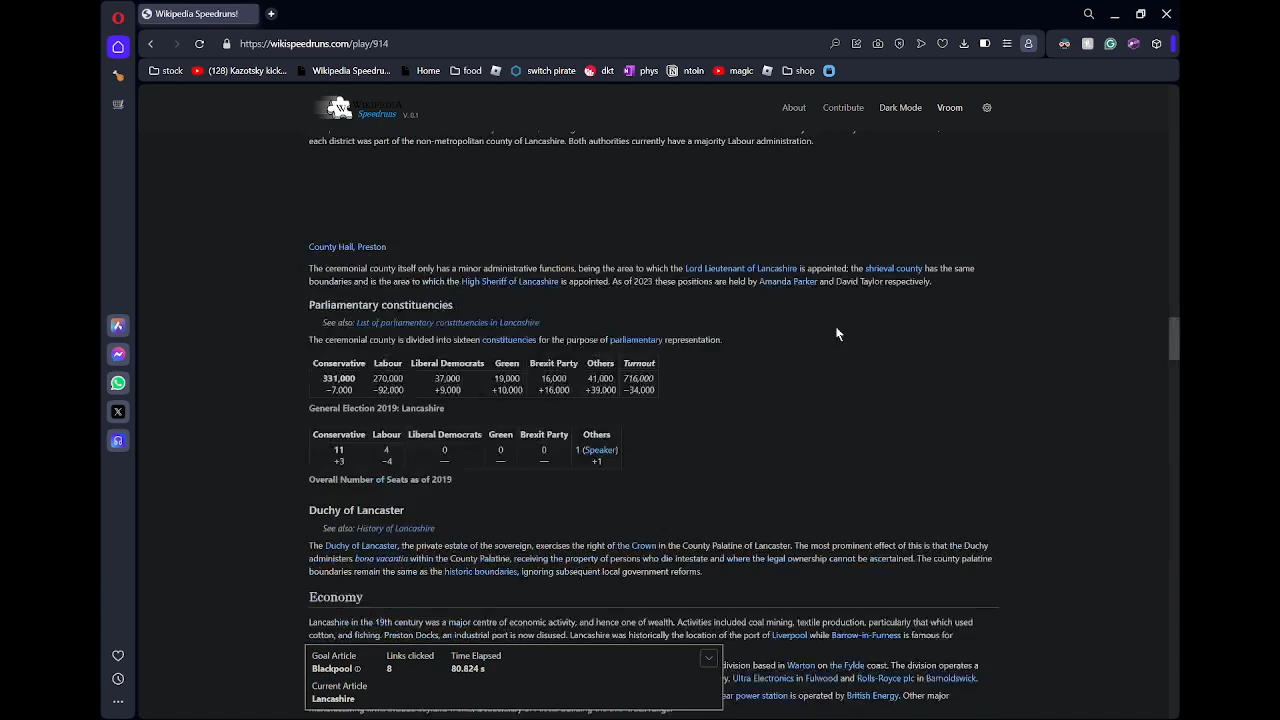 Wikipedia Speedruns!
https://wikispeedruns.com/play/914
stock
(128) Kazotsky kick...
Wikipedia Speedru...
Home
food
switch pirate
dkt
phys
ntoin
magic
shop
WIKIPEDIA
Speedruns
V. 0.1
About
Contribute
Dark Mode
Vroom
each district was part of the non-metropolitan county of Lancashire. Both authorities currently have a majority Labour administration.
County Hall, Preston
The ceremonial county itself only has a minor administrative functions, being the area to which the Lord Lieutenant of Lancashire is appointed; the shrieval county has the same
boundaries and is the area to which the High Sheriff of Lancashire is appointed. As of 2023 these positions are held by Amanda Parker and David Taylor respectively.
Parliamentary constituencies
See also: List of parliamentary constituencies in Lancashire
The ceremonial county is divided into sixteen constituencies for the purpose of parliamentary representation.
Conservative Labour Liberal Democrats Green Brexit Party Others Turnout
331,000 270,000 37,000 19,000 16,000 41,000 716,000
−7,000 −92,000 +9,000 +10,000 +16,000 +39,000 −34,000
General Election 2019: Lancashire
Conservative Labour Liberal Democrats Green Brexit Party Others
11 4 0 0 0 1 (Speaker)
+3 −4 — — — +1
Overall Number of Seats as of 2019
Duchy of Lancaster
See also: History of Lancashire
The Duchy of Lancaster, the private estate of the sovereign, exercises the right of the Crown in the County Palatine of Lancaster. The most prominent effect of this is that the Duchy
administers bona vacantia within the County Palatine, receiving the property of persons who die intestate and where the legal ownership cannot be ascertained. The county palatine
boundaries remain the same as the historic boundaries, ignoring subsequent local government reforms.
Economy
Lancashire in the 19th century was a major centre of economic activity, and hence one of wealth. Activities included coal mining, textile production, particularly that which used
cotton, and fishing. Preston Docks, an industrial port is now disused. Lancashire was historically the location of the port of Liverpool while Barrow-in-Furness is famous for
division based in Warton on the Fylde coast. The division operates a
Ultra Electronics in Fulwood and Rolls-Royce plc in Barnoldswick.
power station is operated by British Energy. Other major
Goal Article
Blackpool
Links clicked
8
Time Elapsed
80.824 s
Current Article
Lancashire